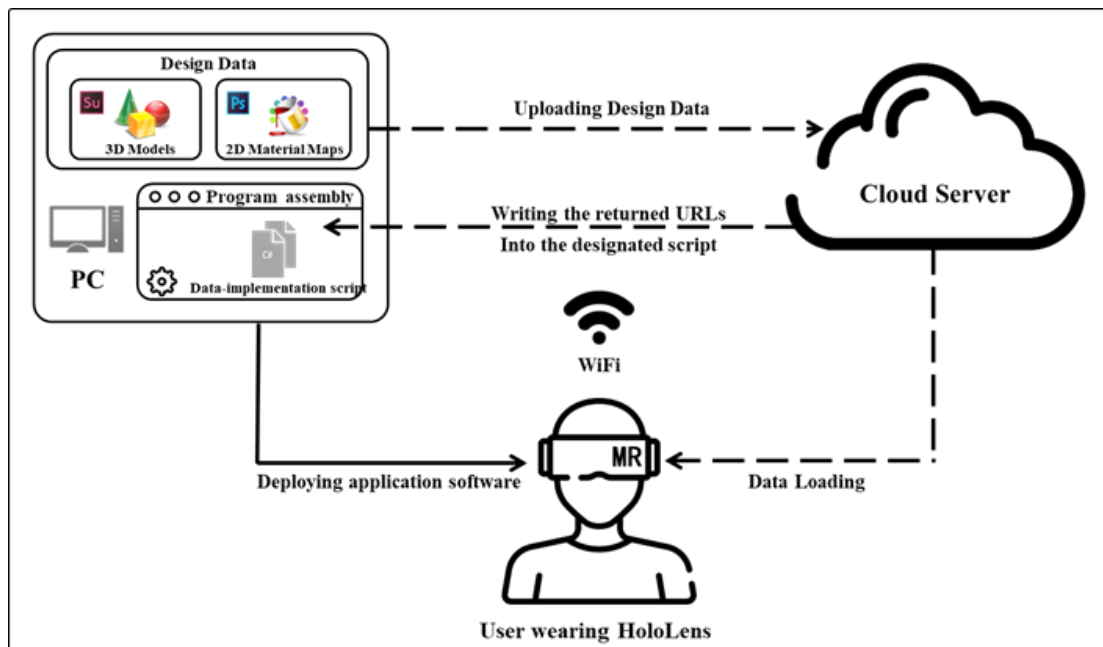 Design Data
Su
3D Models
Ps
2D Material Maps
Uploading Design Data
Cloud Server
Program assembly
C#
Data-implementation script
PC
Writing the returned URLs
Into the designated script
WiFi
MR
Deploying application software
Data Loading
User wearing HoloLens